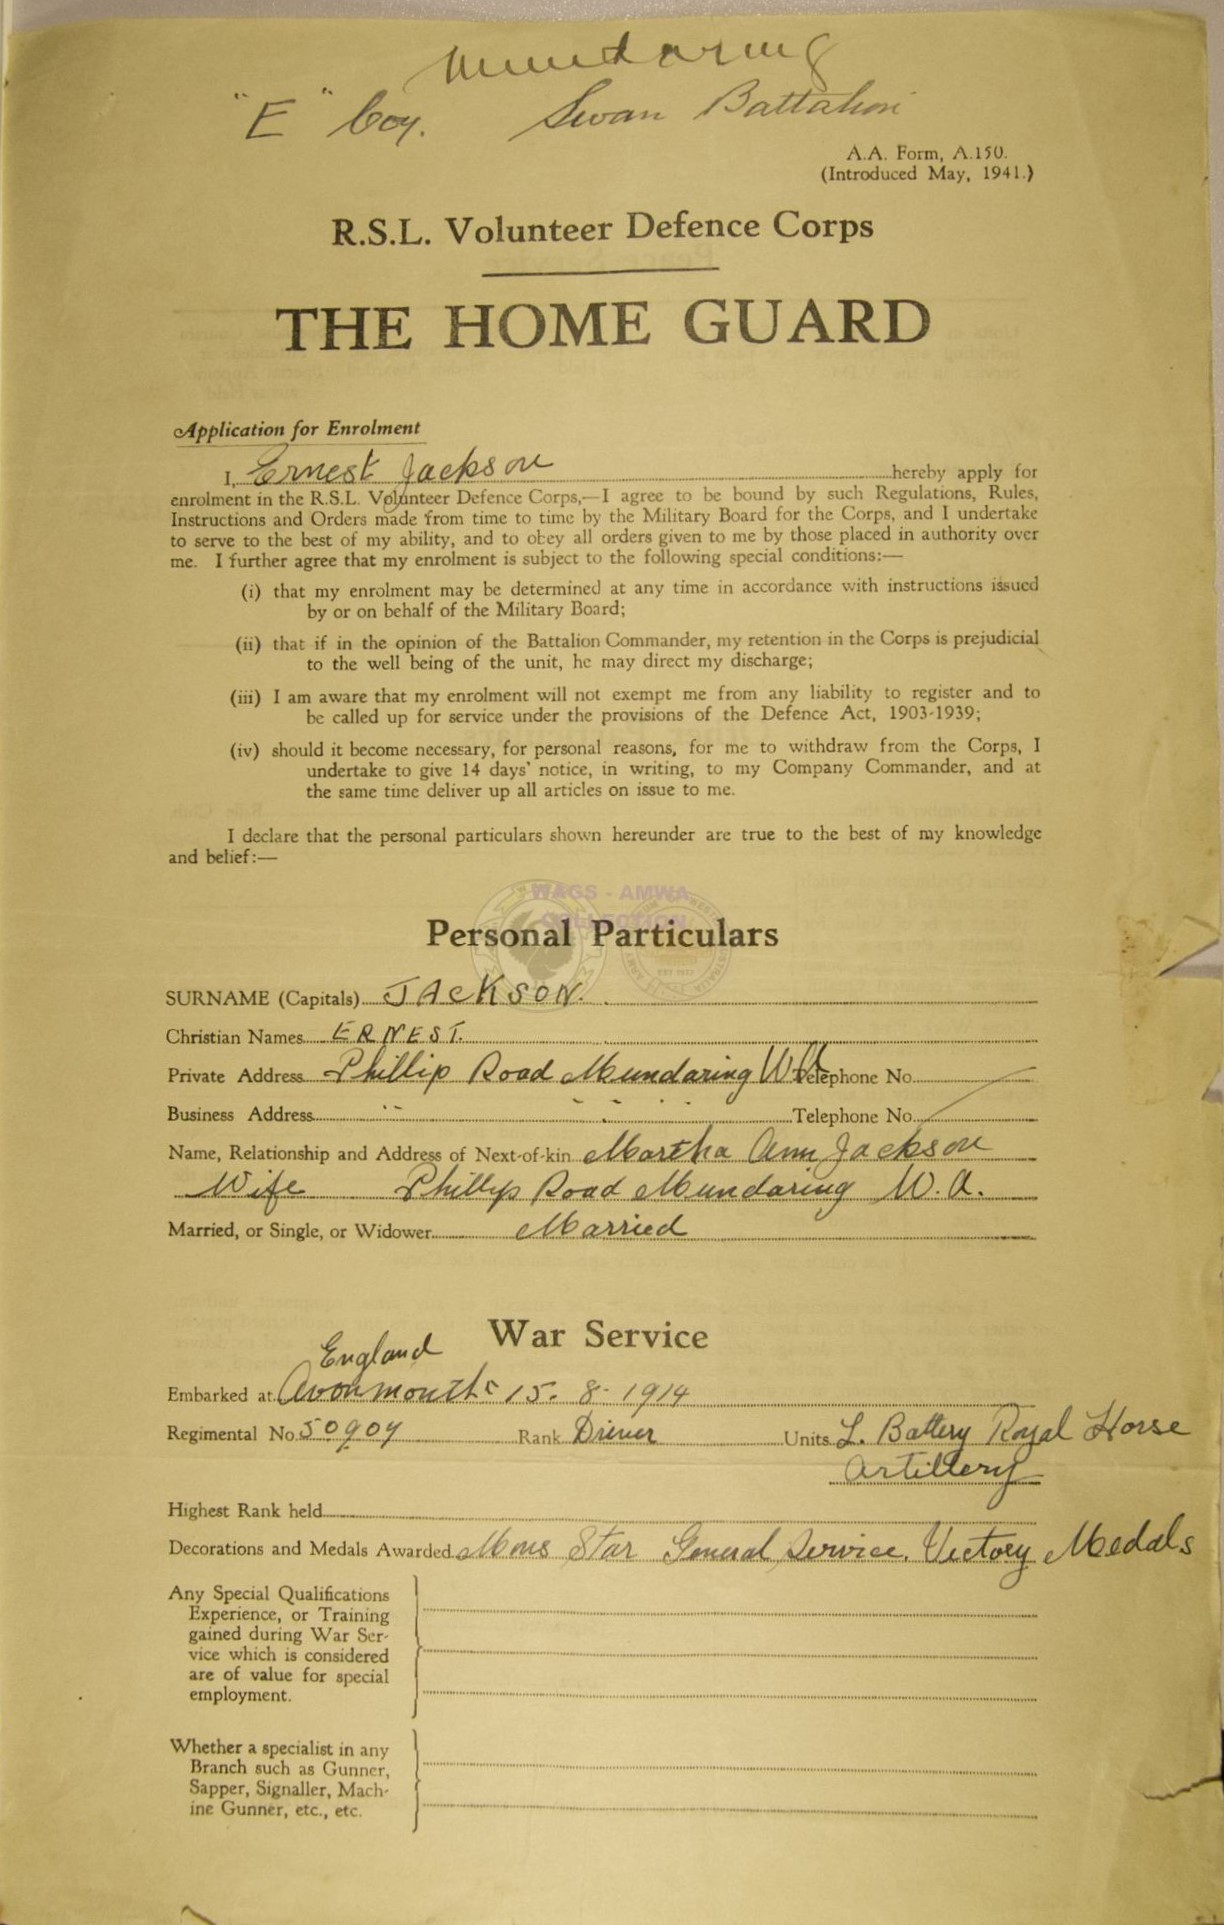 Mundaring
"E" Coy. Swan Battalion
A.A. Form, A.150.
(Introduced May, 1941.)
R.S.L. Volunteer Defence Corps
THE HOME GUARD
Application for Enrolment
I, Ernest Jackson hereby apply for
enrolment in the R.S.L. Volunteer Defence Corps,—I agree to be bound by such Regulations, Rules,
Instructions and Orders made from time to time by the Military Board for the Corps, and I undertake
to serve to the best of my ability, and to obey all orders given to me by those placed in authority over
me. I further agree that my enrolment is subject to the following special conditions:—
(i) that my enrolment may be determined at any time in accordance with instructions issued
by or on behalf of the Military Board;
(ii) that if in the opinion of the Battalion Commander, my retention in the Corps is prejudicial
to the well being of the unit, he may direct my discharge;
(iii) I am aware that my enrolment will not exempt me from any liability to register and to
be called up for service under the provisions of the Defence Act, 1903-1939;
(iv) should it become necessary, for personal reasons, for me to withdraw from the Corps, I
undertake to give 14 days' notice, in writing, to my Company Commander, and at
the same time deliver up all articles on issue to me.
I declare that the personal particulars shown hereunder are true to the best of my knowledge
and belief:—
WAGS - AMWA
COLLECTION
Personal Particulars
SURNAME (Capitals) JACKSON.
Christian Names ERNEST.
Private Address Phillip Road Mundaring WA Telephone No.
Business Address " " " " Telephone No.
Name, Relationship and Address of Next-of-kin Martha Ann Jackson
Wife Phillip Road Mundaring W.A.
Married, or Single, or Widower Married
War Service
England
Embarked at Avonmouth 15. 8. 1914
Regimental No. 50907 Rank Driver Units L. Battery Royal Horse
Artillery
Highest Rank held
Decorations and Medals Awarded Mons Star General Service. Victory Medals
Any Special Qualifications
Experience, or Training
gained during War Ser-
vice which is considered
are of value for special
employment.
Whether a specialist in any
Branch such as Gunner,
Sapper, Signaller, Mach-
ine Gunner, etc., etc.